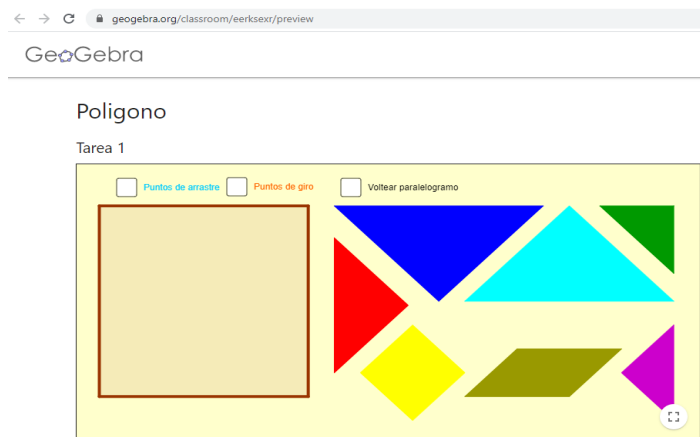 geogebra.org/classroom/eerksexr/preview
GeoGebra
Poligono
Tarea 1
Puntos de arrastre Puntos de giro Voltear paralelogramo